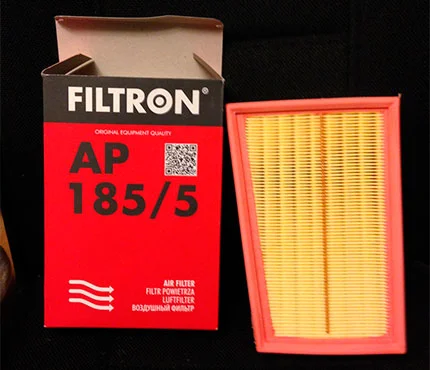 FILTRON®
ORIGINAL EQUIPMENT QUALITY
AP
185/5
AIR FILTER
FILTR POWIETRZA
LUFTFILTER
ВОЗДУШНЫЙ ФИЛЬТР